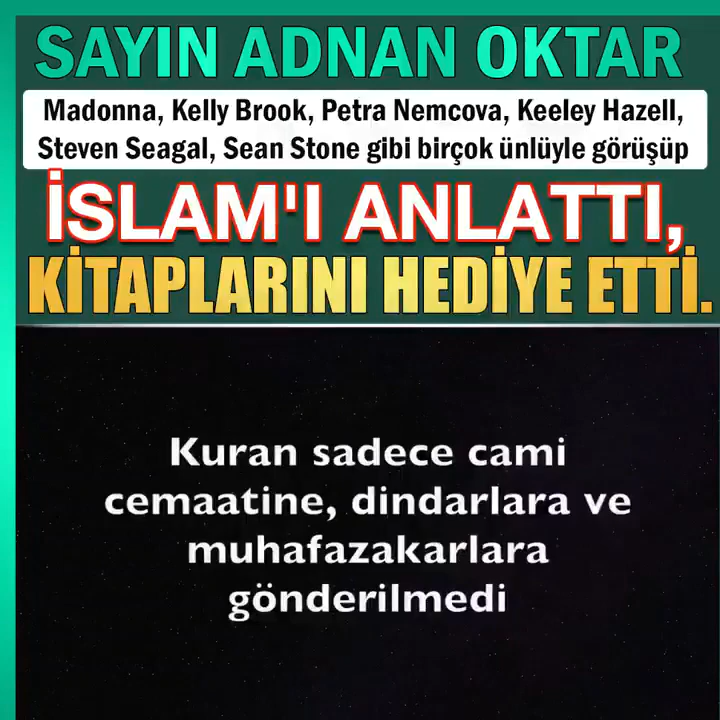 SAYIN ADNAN OKTAR
Madonna, Kelly Brook, Petra Nemcova, Keeley Hazell,
Steven Seagal, Sean Stone gibi birçok ünlüyle görüşüp
İSLAM'I ANLATTI,
KİTAPLARINI HEDİYE ETTİ.
Kuran sadece cami
cemaatine, dindarlara ve
muhafazakarlara
gönderilmedi